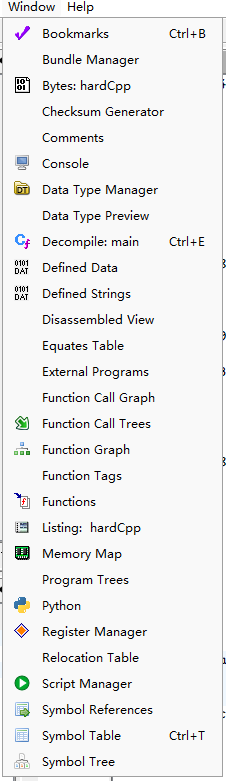 Window Help
Bookmarks Ctrl+B
Bundle Manager
Bytes: hardCpp
Checksum Generator
Comments
Console
Data Type Manager
Data Type Preview
Decompile: main Ctrl+E
Defined Data
Defined Strings
Disassembled View
Equates Table
External Programs
Function Call Graph
Function Call Trees
Function Graph
Function Tags
Functions
Listing: hardCpp
Memory Map
Program Trees
Python
Register Manager
Relocation Table
Script Manager
Symbol References
Symbol Table Ctrl+T
Symbol Tree